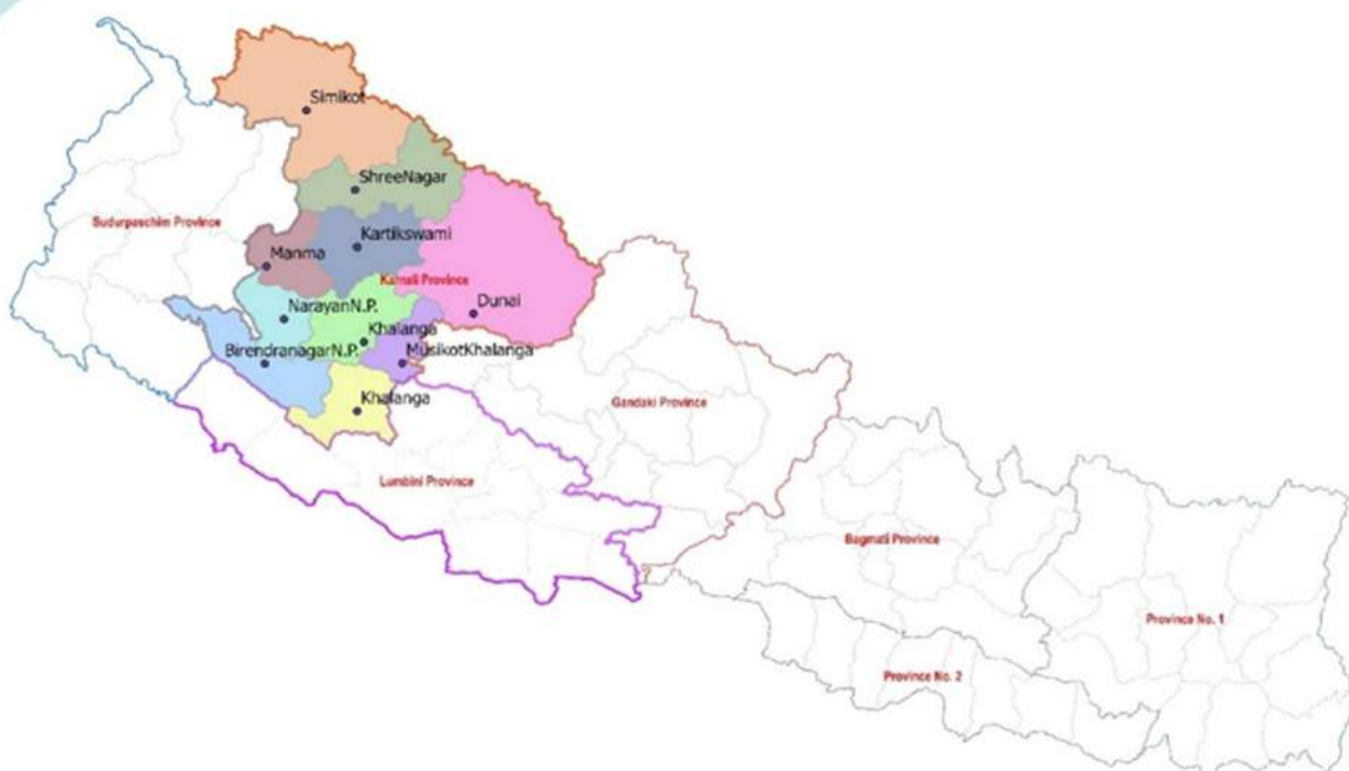 Simikot
ShreeNagar
Sudurpaschim Province
Kartikswami
Manma
Karnali Province
Dunai
NarayanN.P.
Khalanga
BirendranagarN.P.
MusikotKhalanga
Khalanga
Gandaki Province
Lumbini Province
Bagmati Province
Province No. 1
Province No. 2